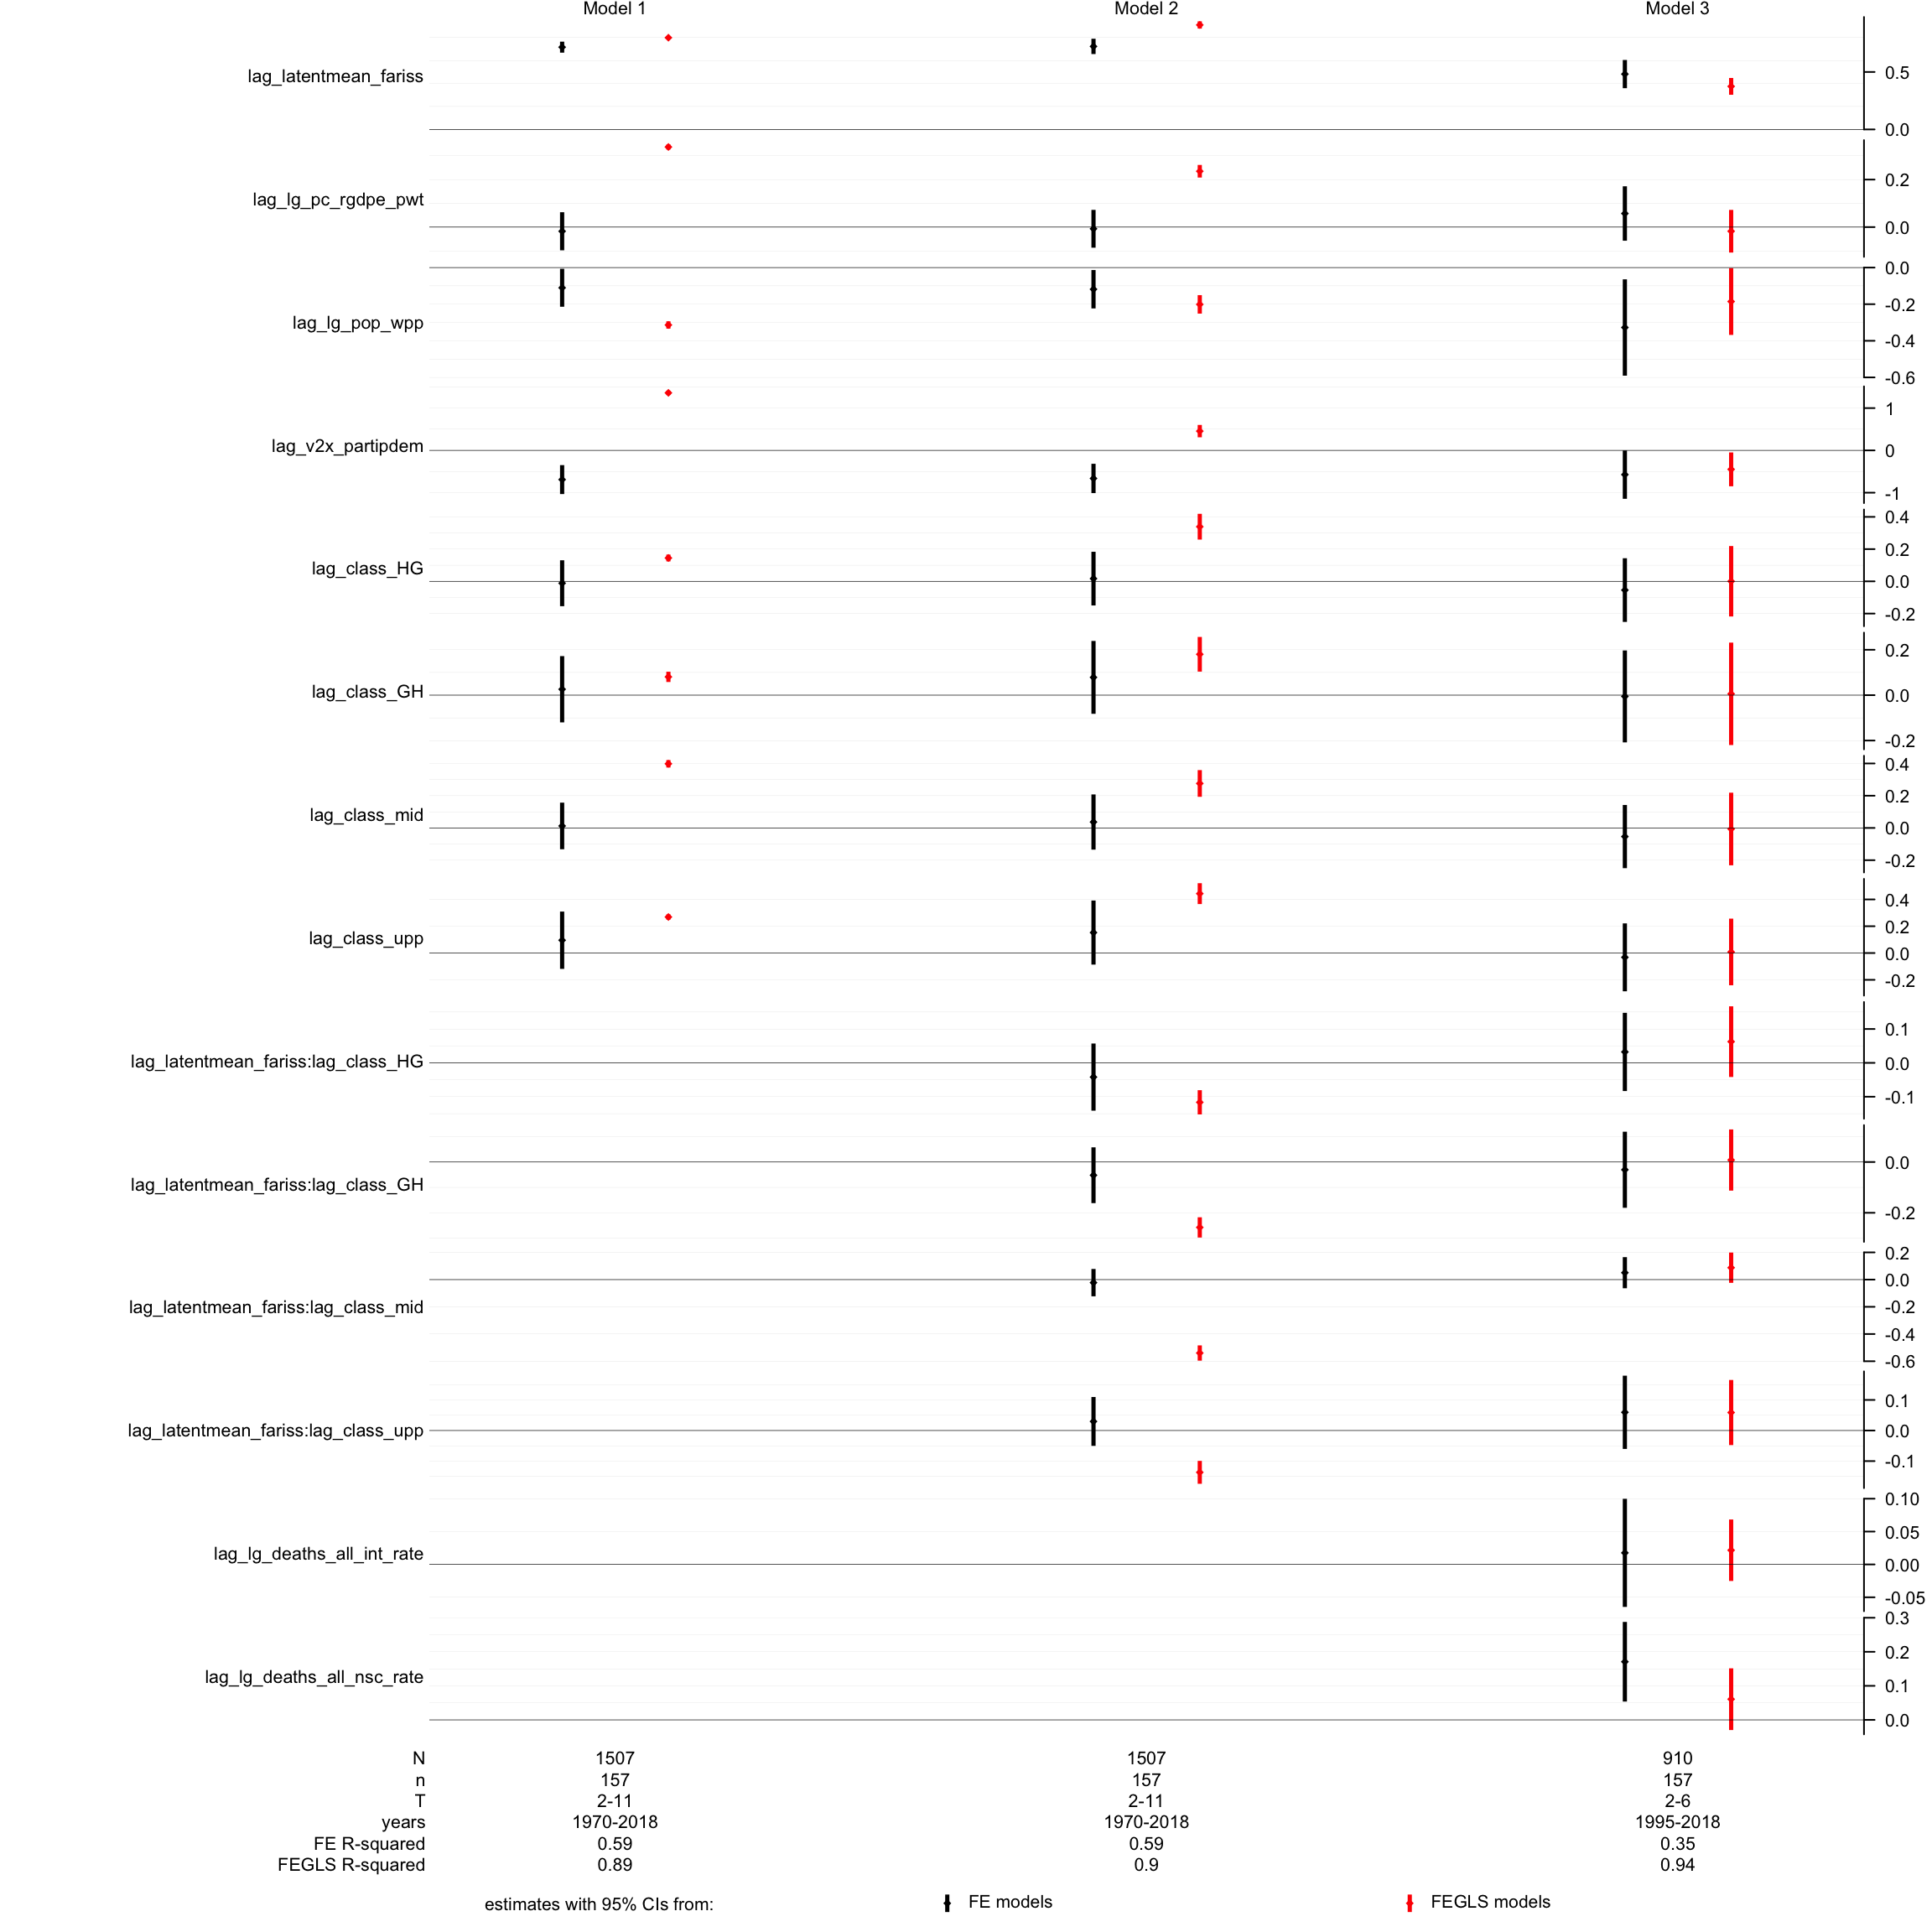 Model 1 Model 2 Model 3
lag_latentmean_fariss
0.5
0.0
lag_lg_pc_rgdpe_pwt
0.2
0.0
lag_lg_pop_wpp
0.0
-0.2
-0.4
-0.6
lag_v2x_partipdem
1
0
-1
lag_class_HG
0.4
0.2
0.0
-0.2
lag_class_GH
0.2
0.0
-0.2
lag_class_mid
0.4
0.2
0.0
-0.2
lag_class_upp
0.4
0.2
0.0
-0.2
lag_latentmean_fariss:lag_class_HG
0.1
0.0
-0.1
lag_latentmean_fariss:lag_class_GH
0.0
-0.2
lag_latentmean_fariss:lag_class_mid
0.2
0.0
-0.2
-0.4
-0.6
lag_latentmean_fariss:lag_class_upp
0.1
0.0
-0.1
lag_lg_deaths_all_int_rate
0.10
0.05
0.00
-0.05
lag_lg_deaths_all_nsc_rate
0.3
0.2
0.1
0.0
N 1507 1507 910
n 157 157 157
T 2-11 2-11 2-6
years 1970-2018 1970-2018 1995-2018
FE R-squared 0.59 0.59 0.35
FEGLS R-squared 0.89 0.9 0.94
estimates with 95% CIs from: FE models FEGLS models